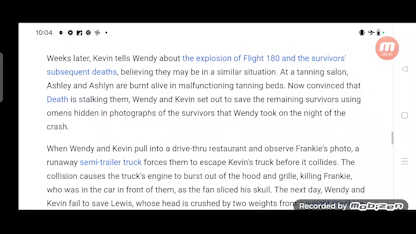 10:04
Weeks later, Kevin tells Wendy about the explosion of Flight 180 and the survivors'
subsequent deaths, believing they may be in a similar situation. At a tanning salon,
Ashley and Ashlyn are burnt alive in malfunctioning tanning beds. Now convinced that
Death is stalking them, Wendy and Kevin set out to save the remaining survivors using
omens hidden in photographs of the survivors that Wendy took on the night of the
crash.
When Wendy and Kevin pull into a drive-thru restaurant and observe Frankie's photo, a
runaway semi-trailer truck forces them to escape Kevin's truck before it collides. The
collision causes the truck's engine to burst out of the hood and grille, killing Frankie,
who was in the car in front of them, as the fan sliced his skull. The next day, Wendy and
Kevin fail to save Lewis, whose head is crushed by two weights from
Recorded by Mobizen